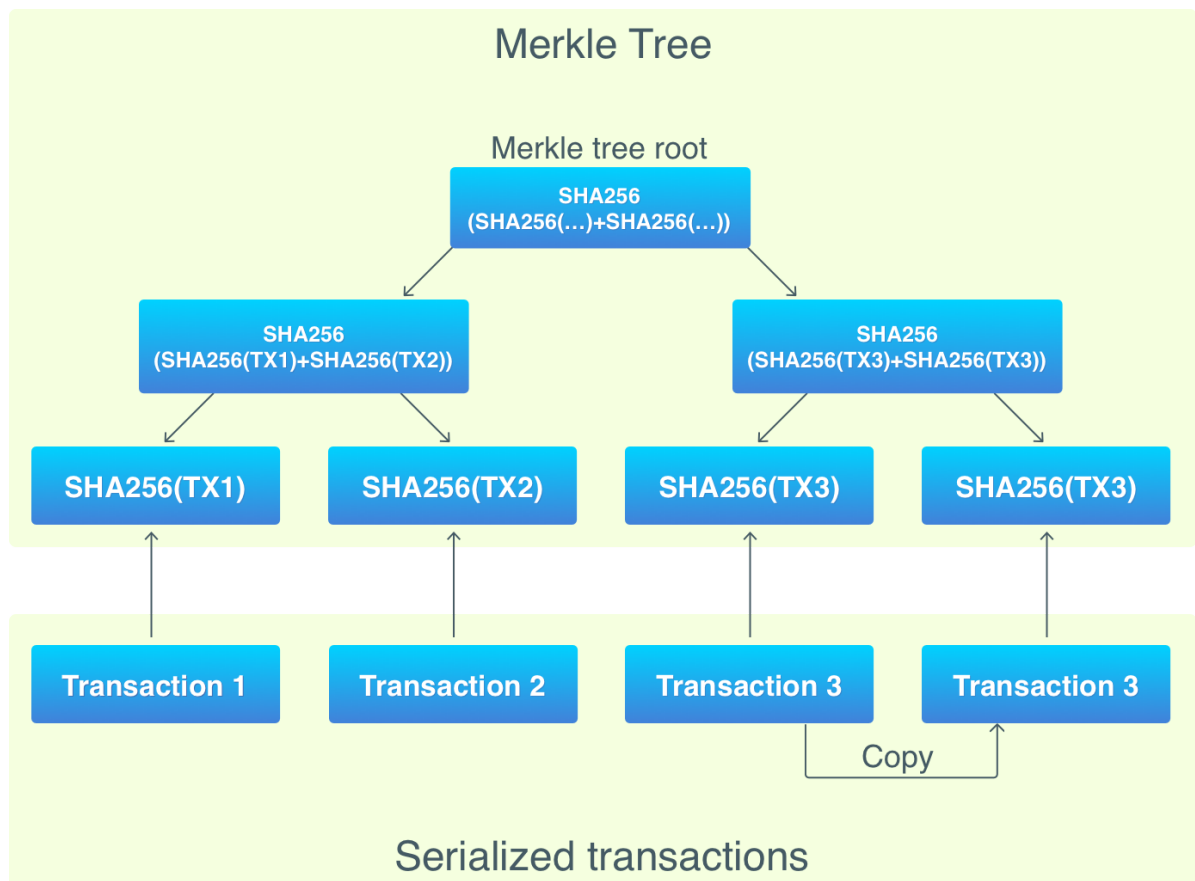 Merkle Tree
Merkle tree root
SHA256
(SHA256(…)+SHA256(…))
SHA256
(SHA256(TX1)+SHA256(TX2))
SHA256
(SHA256(TX3)+SHA256(TX3))
SHA256(TX1)
SHA256(TX2)
SHA256(TX3)
SHA256(TX3)
Transaction 1
Transaction 2
Transaction 3
Transaction 3
Copy
Serialized transactions